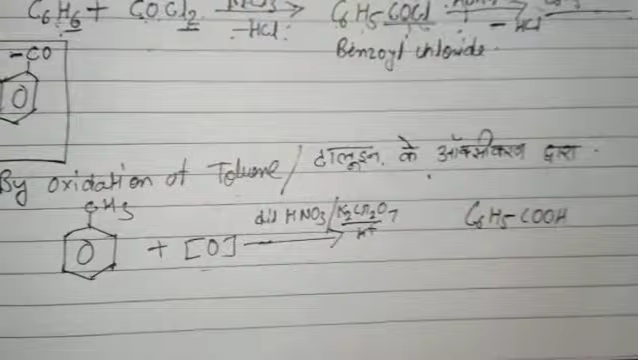 C6H6 + COCl2 → C6H5COCl →
-HCl - HCl
Benzoyl chloride.
-CO
By oxidation of Toluene/ टालूइन के ऑक्सीकरण द्वारा.
CH3
dil HNO3/K2Cr2O7 C6H5-COOH
+ [O] →
H+